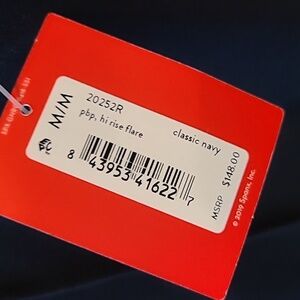 M/M
20252R
pbp, hi rise flare
classic navy
8 43953 41622 7
MSRP $148.00
© 2019 Spanx, Inc.